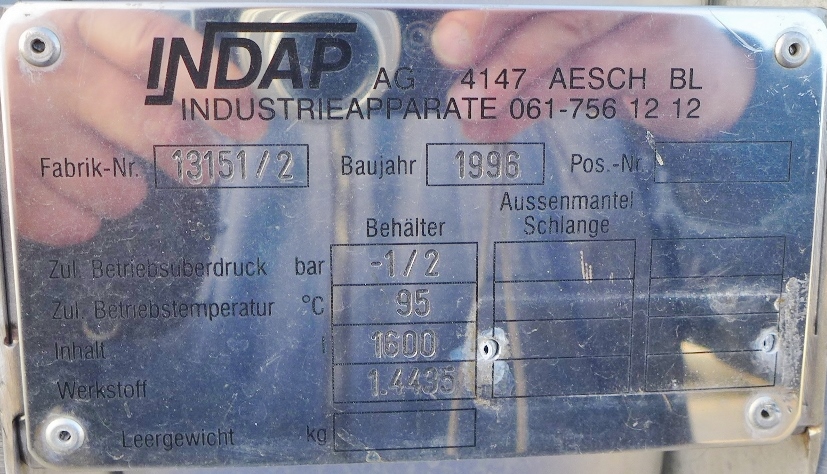 INDAP AG 4147 AESCH BL
INDUSTRIEAPPARATE 061-756 12 12
Fabrik-Nr. 13151/2 Baujahr 1996 Pos.-Nr.
Aussenmantel
Behälter Schlange
Zul. Betriebsüberdruck bar -1/2
Zul. Betriebstemperatur °C 95
Inhalt l 1600
Werkstoff 1.4435
Leergewicht kg